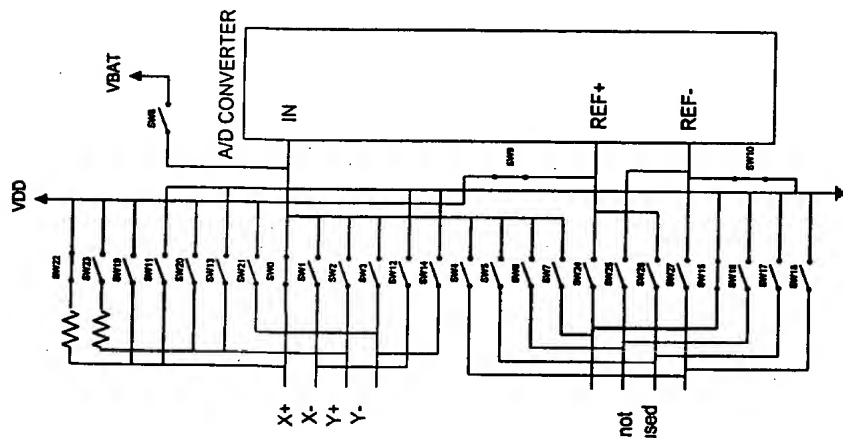 A/D CONVERTER
VBAT
SW8
IN
REF+
REF-
VDD
SW9
SW10
SW22
SW23
SW19
SW11
SW20
SW13
SW21
SW0
SW1
SW2
SW3
SW12
SW14
SW4
SW5
SW6
SW7
SW24
SW25
SW26
SW27
SW15
SW16
SW17
SW18
X+
X-
Y+
Y-
not
used